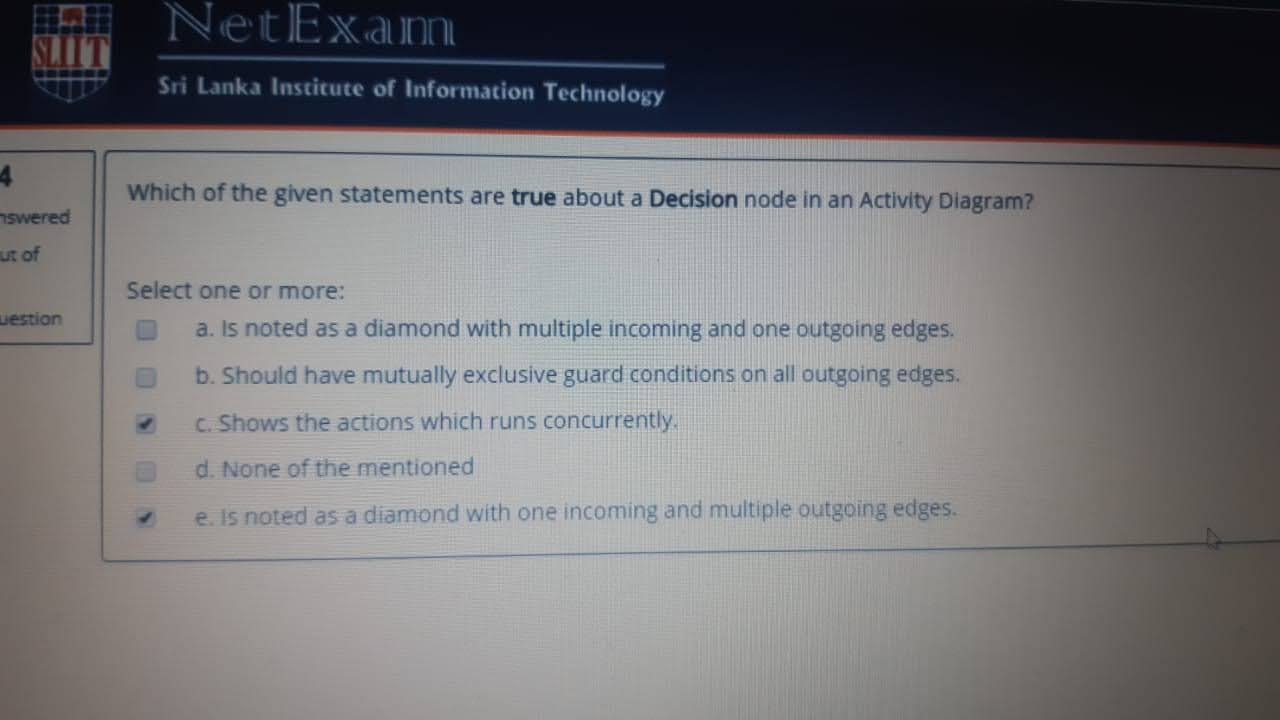 SLIIT
NetExam
Sri Lanka Institute of Information Technology
4
nswered
ut of
uestion
Which of the given statements are true about a Decision node in an Activity Diagram?
Select one or more:
a. Is noted as a diamond with multiple incoming and one outgoing edges.
b. Should have mutually exclusive guard conditions on all outgoing edges.
c. Shows the actions which runs concurrently.
d. None of the mentioned
e. Is noted as a diamond with one incoming and multiple outgoing edges.